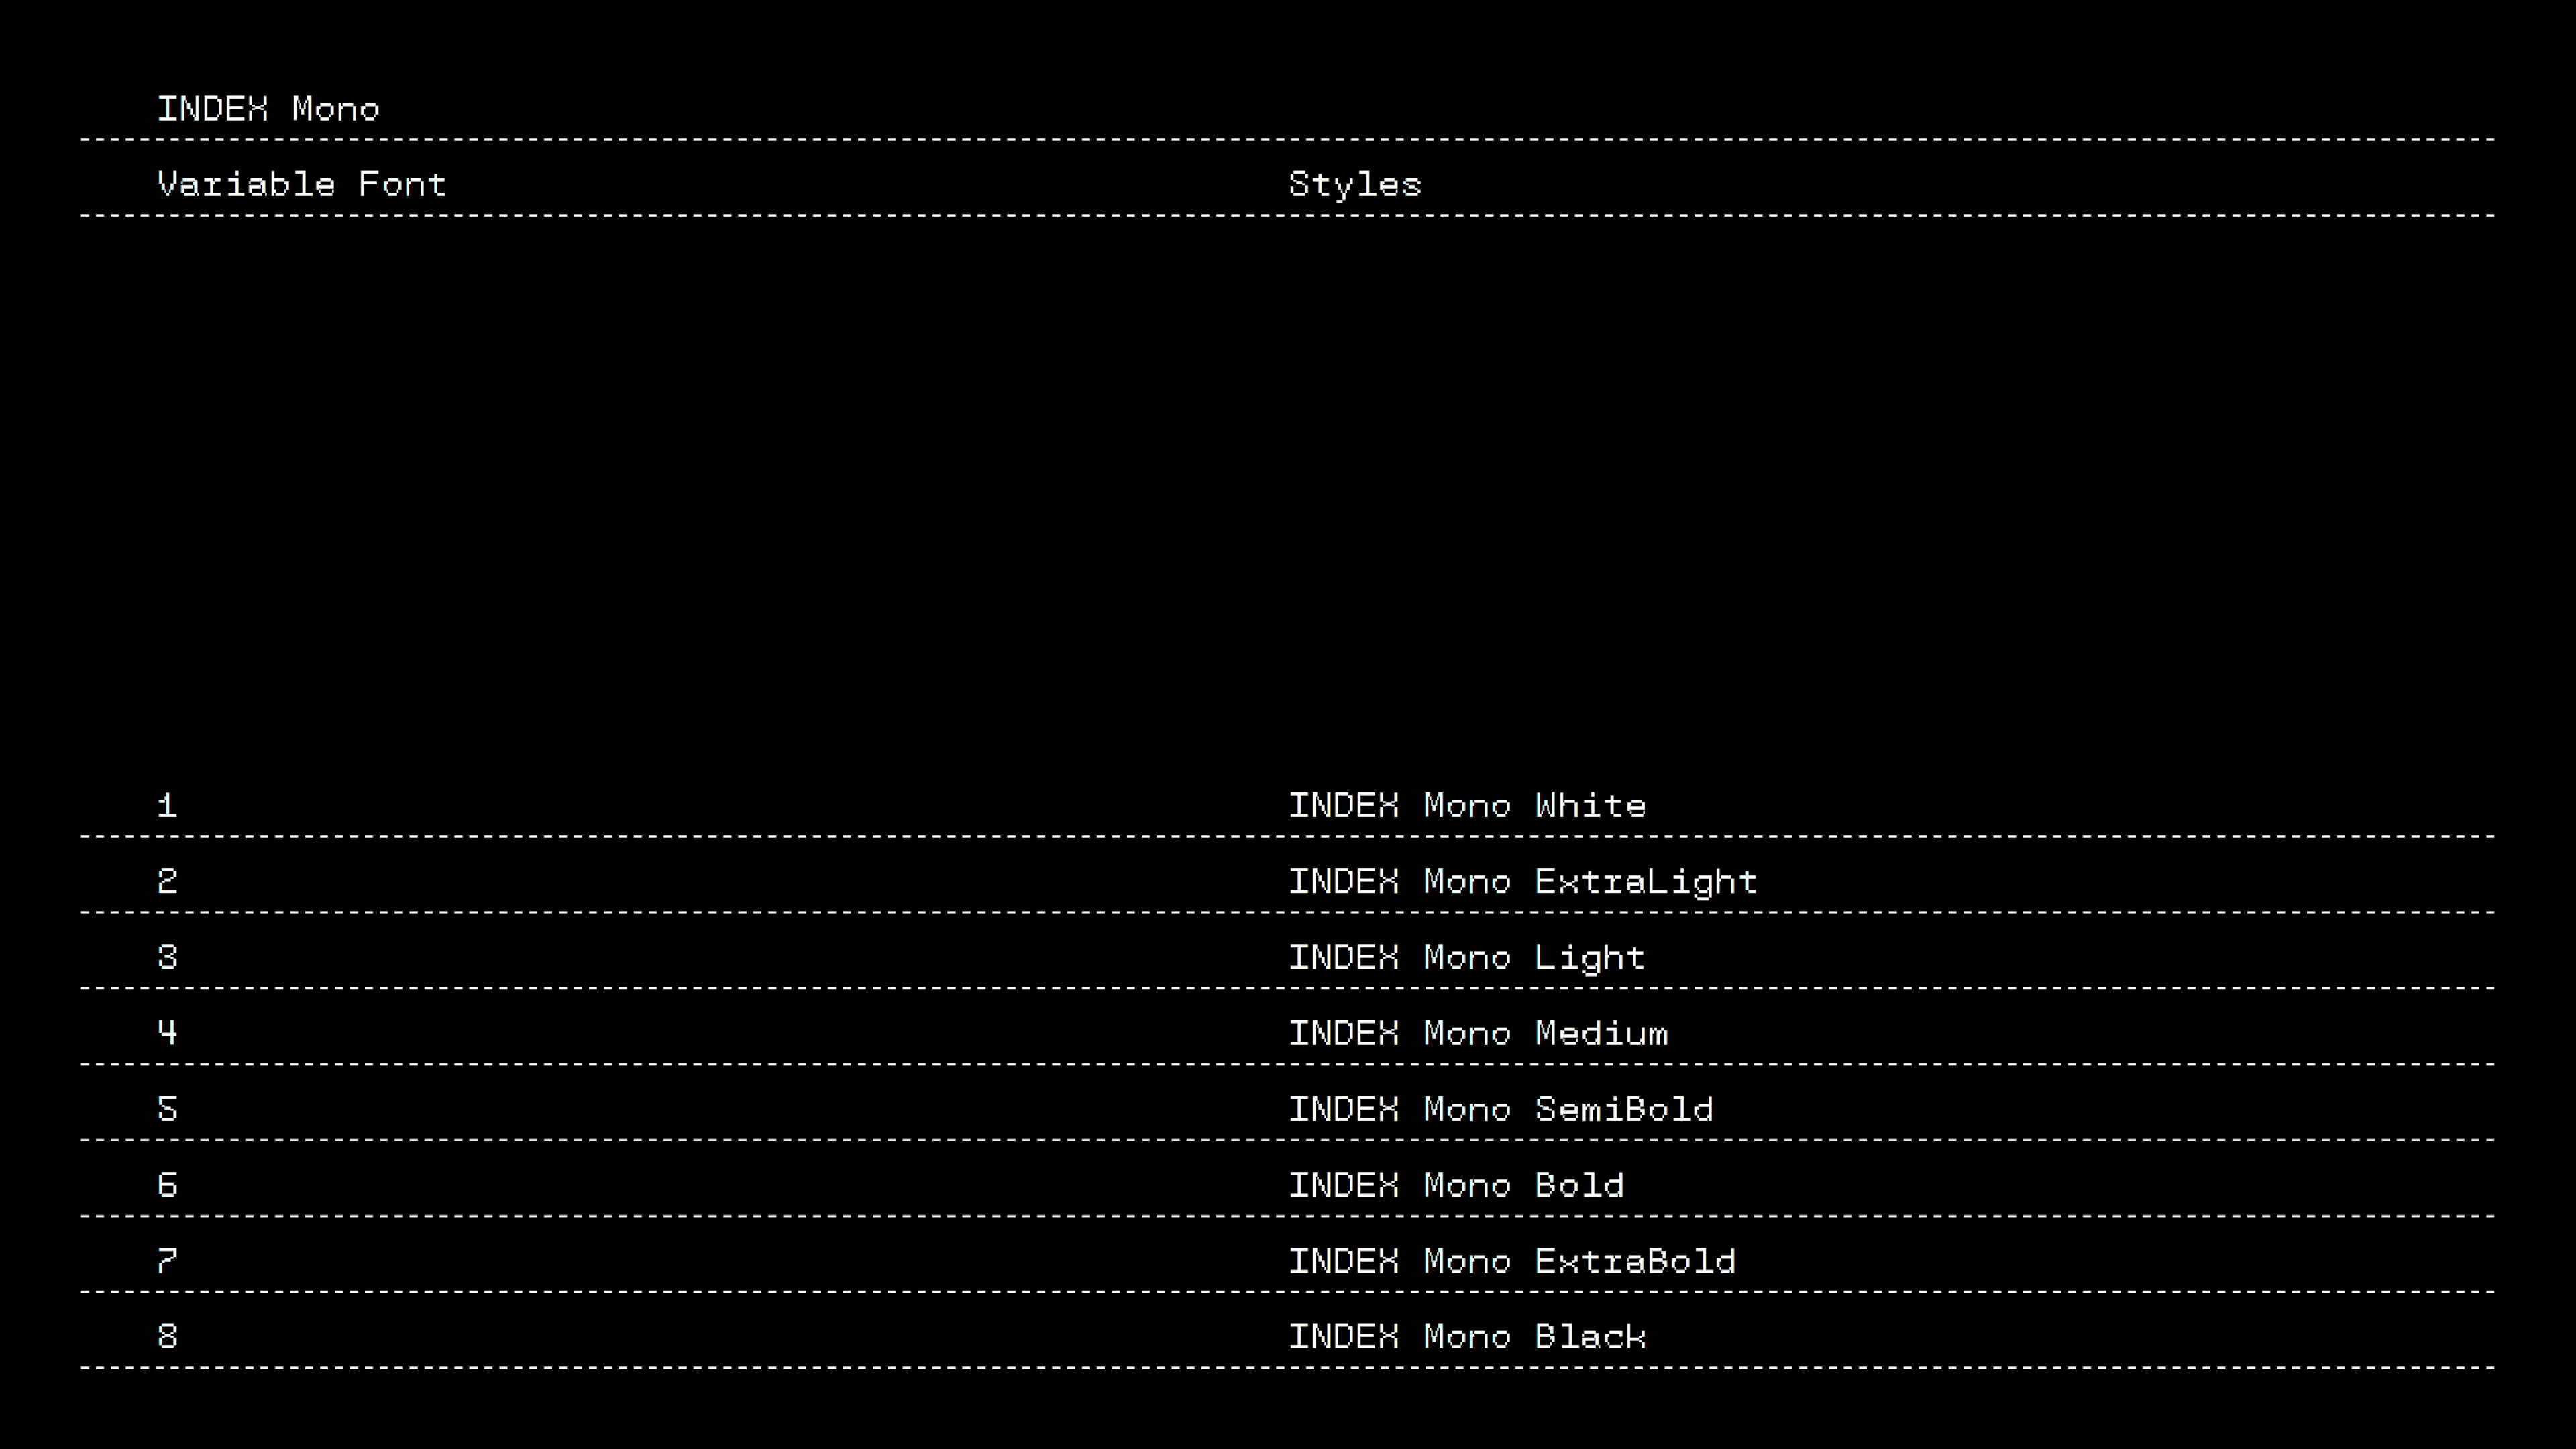 INDEX Mono
Variable Font Styles
1 INDEX Mono White
2 INDEX Mono ExtraLight
3 INDEX Mono Light
4 INDEX Mono Medium
5 INDEX Mono SemiBold
6 INDEX Mono Bold
7 INDEX Mono ExtraBold
8 INDEX Mono Black